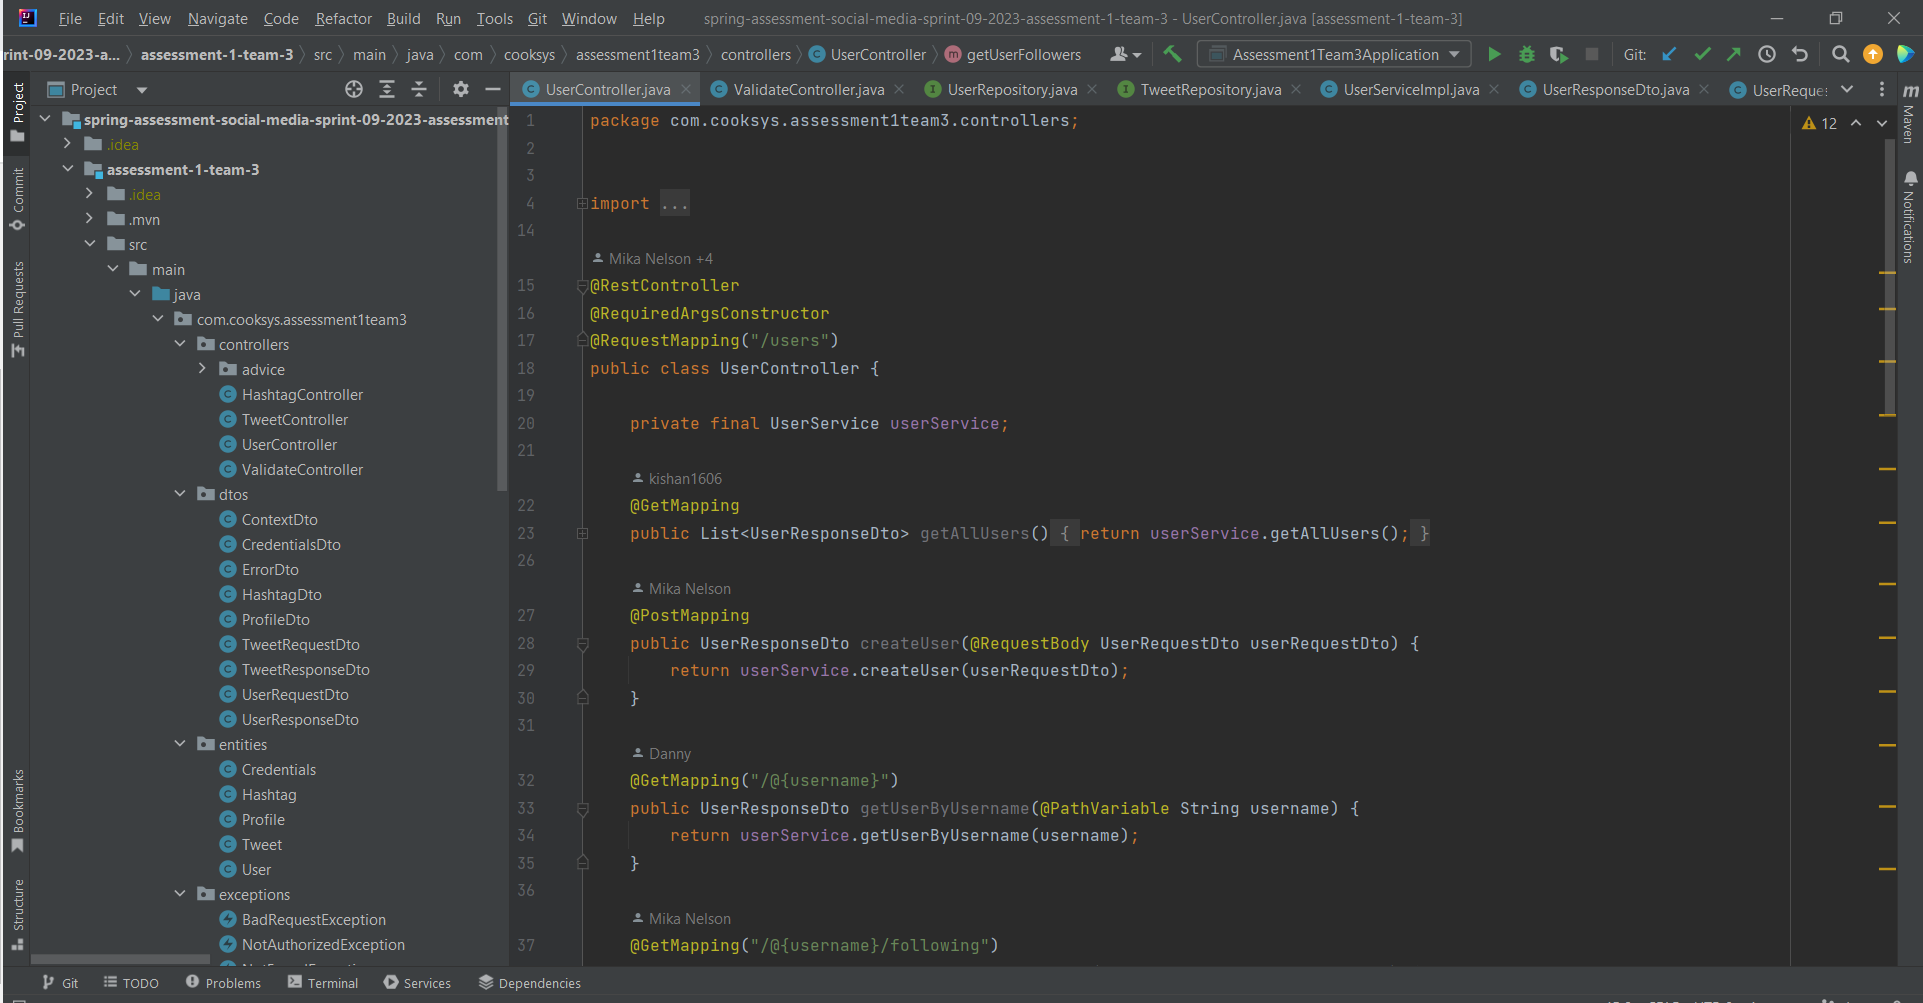 File Edit View Navigate Code Refactor Build Run Tools Git Window Help spring-assessment-social-media-sprint-09-2023-assessment-1-team-3 - UserController.java [assessment-1-team-3]
rint-09-2023-a... assessment-1-team-3 src main java com cooksys assessment1team3 controllers UserController getUserFollowers Assessment1Team3Application Git:
Project
UserController.java ValidateController.java UserRepository.java TweetRepository.java UserServiceImpl.java UserResponseDto.java UserReques
Project
Commit
Pull Requests
Bookmarks
Structure
spring-assessment-social-media-sprint-09-2023-assessment
.idea
assessment-1-team-3
.idea
.mvn
src
main
java
com.cooksys.assessment1team3
controllers
advice
HashtagController
TweetController
UserController
ValidateController
dtos
ContextDto
CredentialsDto
ErrorDto
HashtagDto
ProfileDto
TweetRequestDto
TweetResponseDto
UserRequestDto
UserResponseDto
entities
Credentials
Hashtag
Profile
Tweet
User
exceptions
BadRequestException
NotAuthorizedException
1 package com.cooksys.assessment1team3.controllers;
2
3
4 import ...
14
Mika Nelson +4
15 @RestController
16 @RequiredArgsConstructor
17 @RequestMapping("/users")
18 public class UserController {
19
20 private final UserService userService;
21
kishan1606
22 @GetMapping
23 public List<UserResponseDto> getAllUsers() { return userService.getAllUsers(); }
26
Mika Nelson
27 @PostMapping
28 public UserResponseDto createUser(@RequestBody UserRequestDto userRequestDto) {
29 return userService.createUser(userRequestDto);
30 }
31
Danny
32 @GetMapping("/@{username}")
33 public UserResponseDto getUserByUsername(@PathVariable String username) {
34 return userService.getUserByUsername(username);
35 }
36
Mika Nelson
37 @GetMapping("/@{username}/following")
12
Maven
Notifications
Git TODO Problems Terminal Services Dependencies